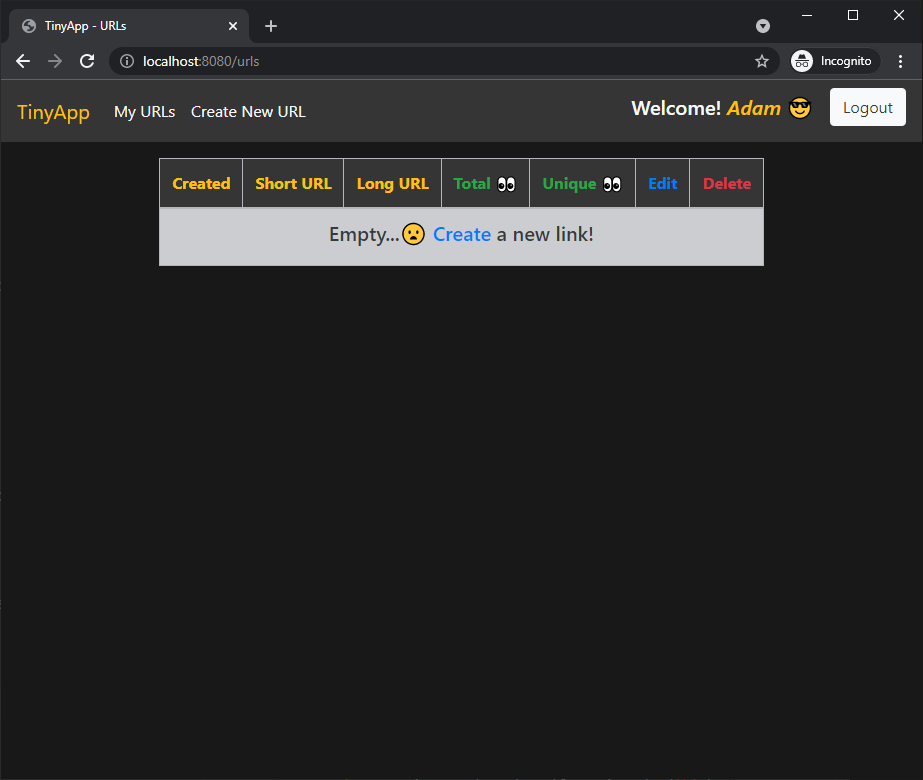 TinyApp - URLs
localhost:8080/urls
Incognito
TinyApp My URLs Create New URL Welcome! Adam 😎 Logout
Created Short URL Long URL Total 👀 Unique 👀 Edit Delete
Empty...😦 Create a new link!